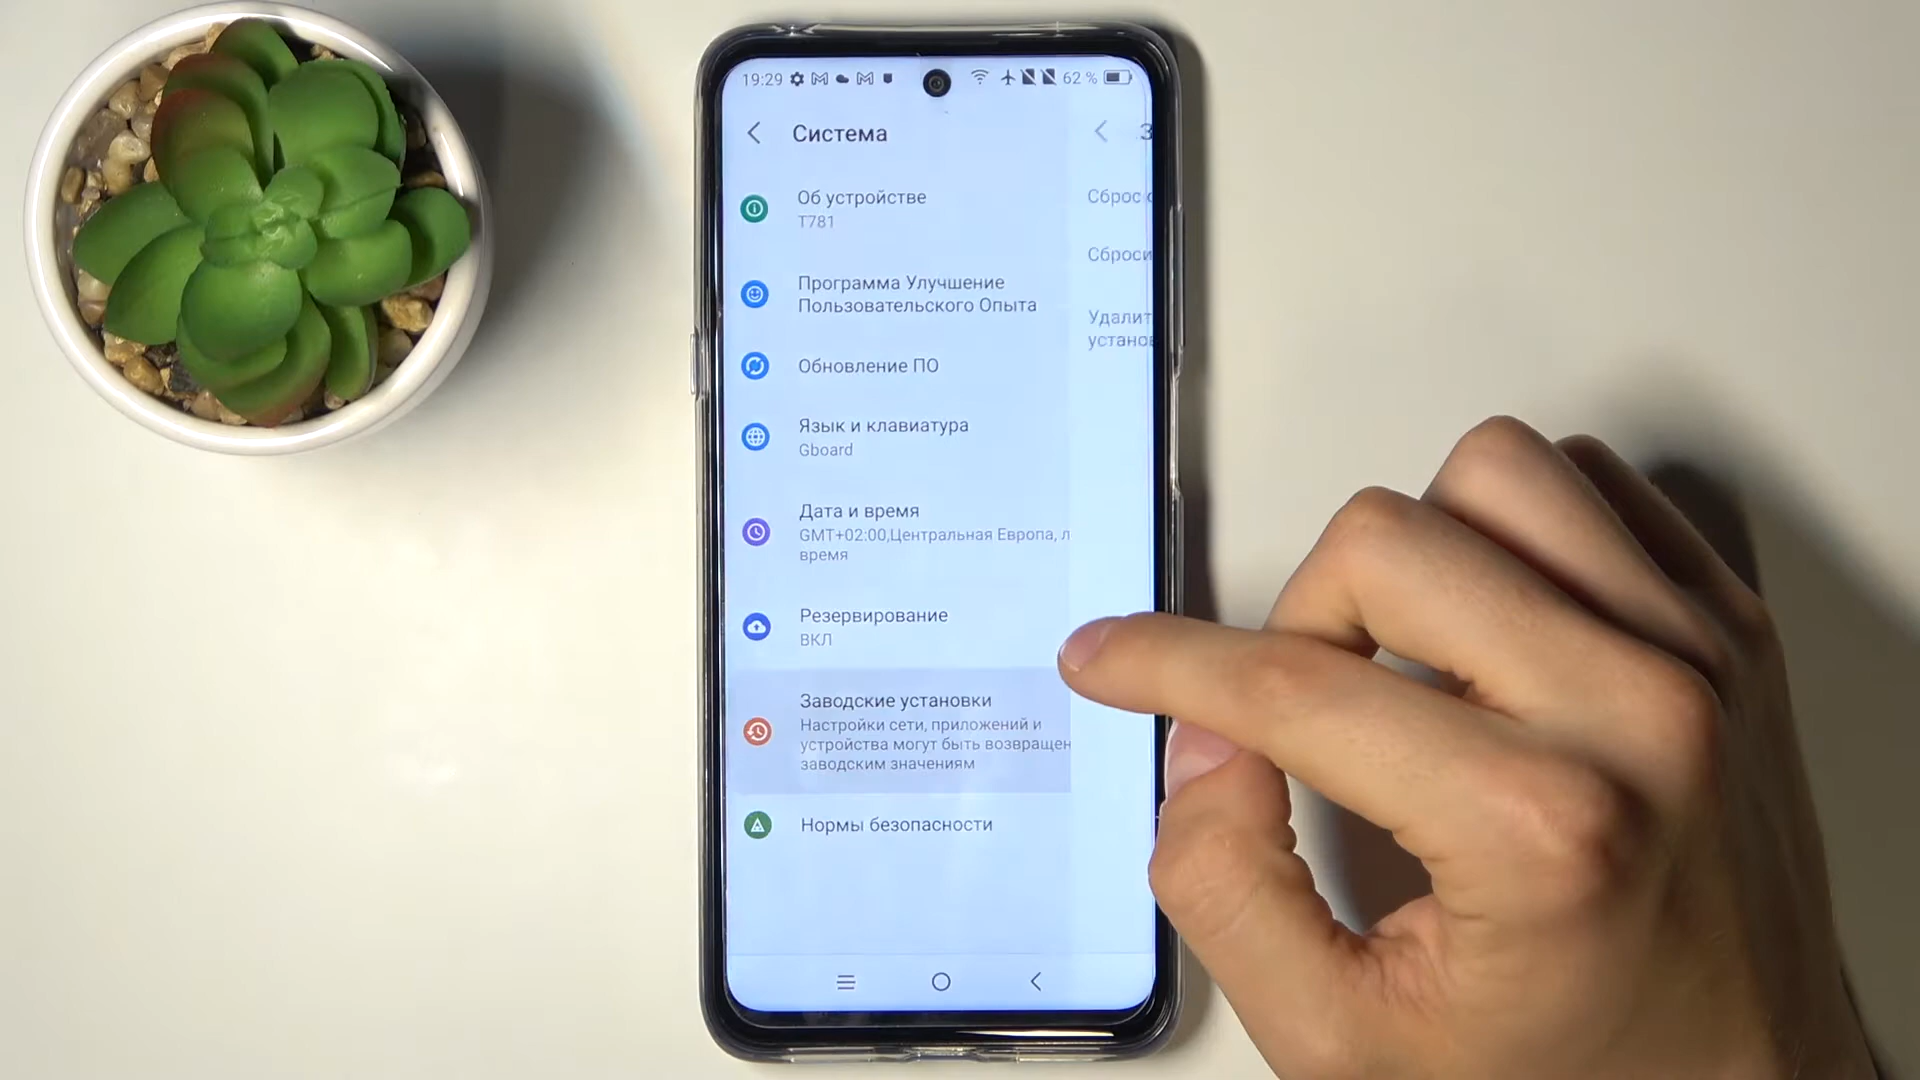 19:29
62 %
Система
Об устройстве
T781
Программа Улучшение
Пользовательского Опыта
Обновление ПО
Язык и клавиатура
Gboard
Дата и время
GMT+02:00,Центральная Европа, л
время
Резервирование
ВКЛ
Заводские установки
Настройки сети, приложений и
устройства могут быть возвращен
заводским значениям
Нормы безопасности
З
Сброс
Сброси
Удалит
устано